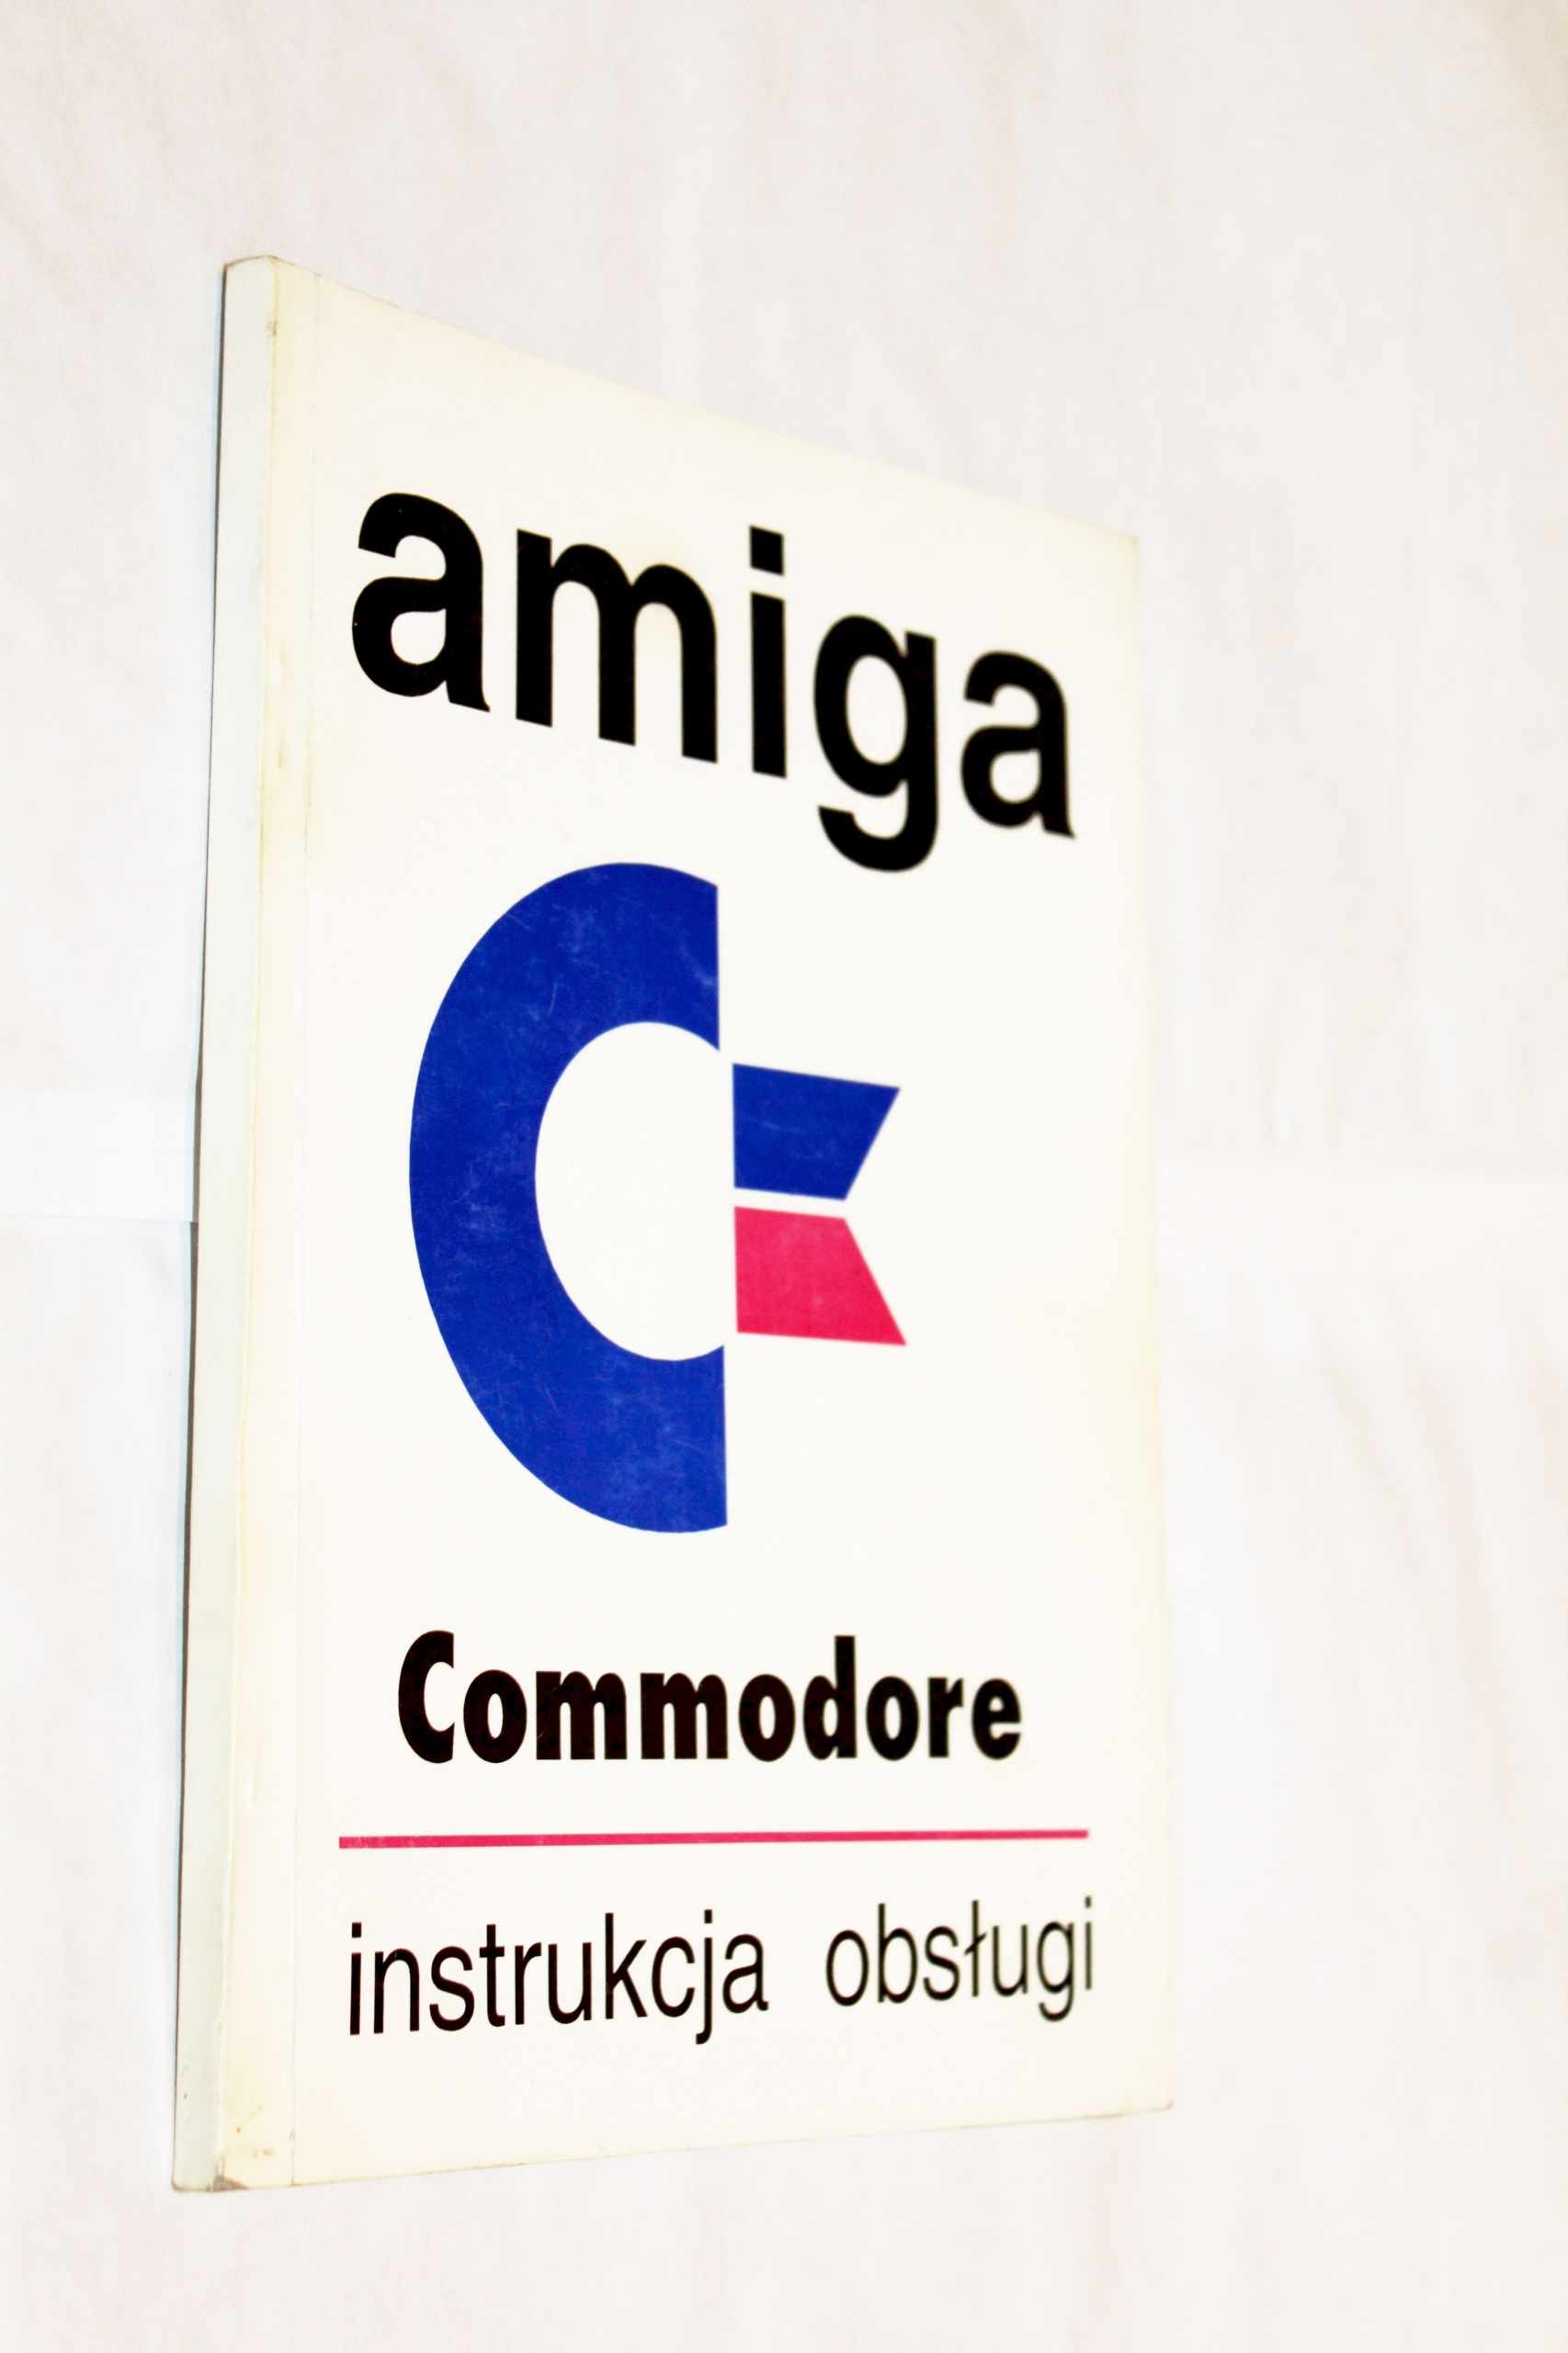 amiga
Commodore
instrukcja obsługi